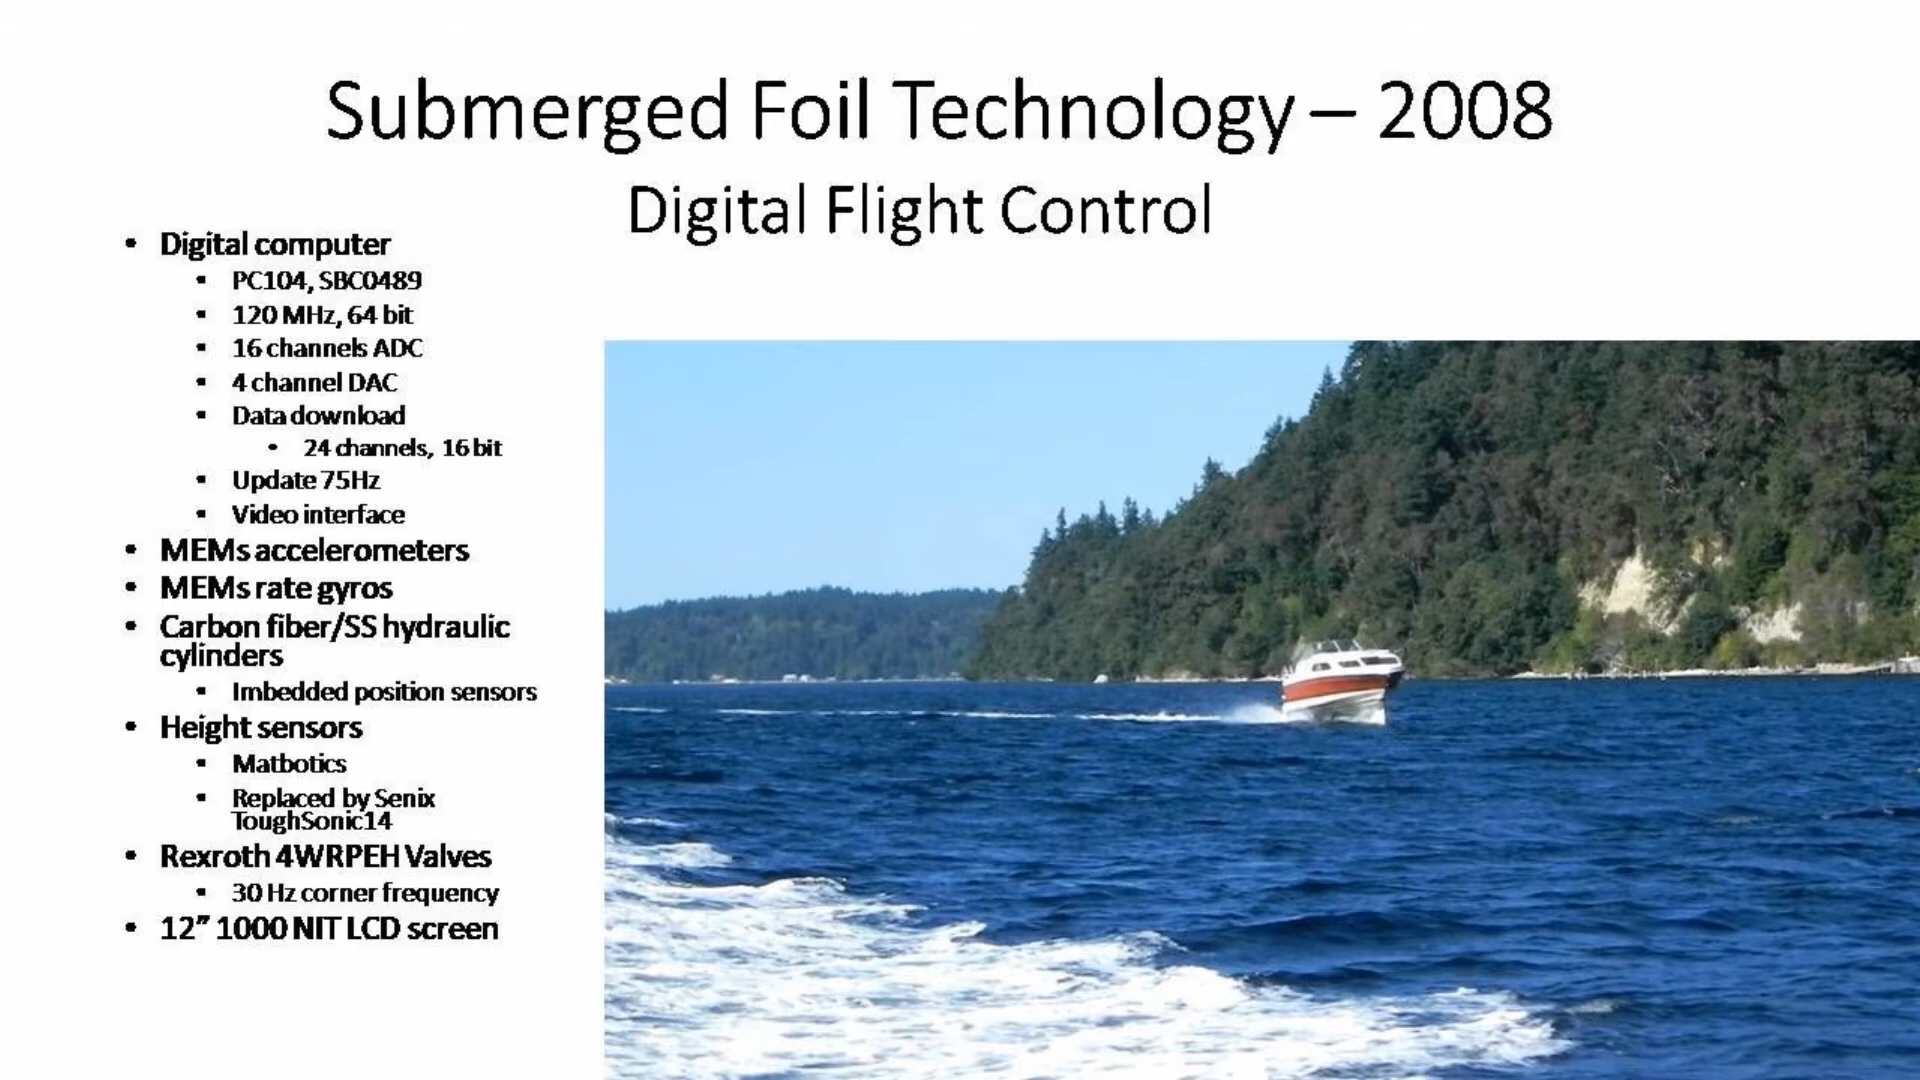 Submerged Foil Technology – 2008
Digital Flight Control
• Digital computer
▪ PC104, SBC0489
▪ 120 MHz, 64 bit
▪ 16 channels ADC
▪ 4 channel DAC
▪ Data download
• 24 channels, 16 bit
▪ Update 75Hz
▪ Video interface
• MEMs accelerometers
• MEMs rate gyros
• Carbon fiber/SS hydraulic
cylinders
▪ Imbedded position sensors
• Height sensors
▪ Matbotics
▪ Replaced by Senix
ToughSonic14
• Rexroth 4WRPEH Valves
▪ 30 Hz corner frequency
• 12” 1000 NIT LCD screen